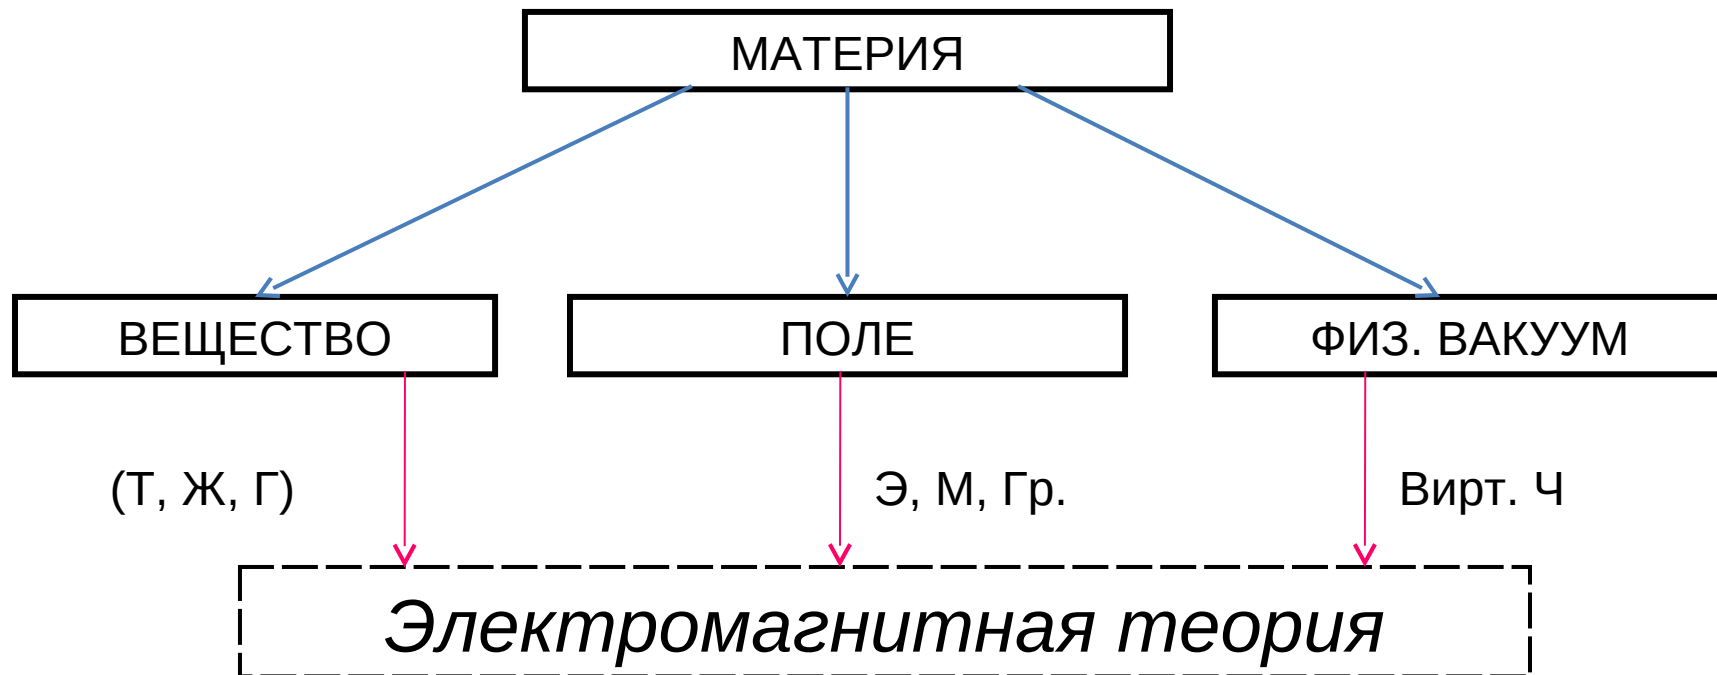 МАТЕРИЯ
ВЕЩЕСТВО
ПОЛЕ
ФИЗ. ВАКУУМ
(Т, Ж, Г)
Э, М, Гр.
Вирт. Ч
Электромагнитная теория